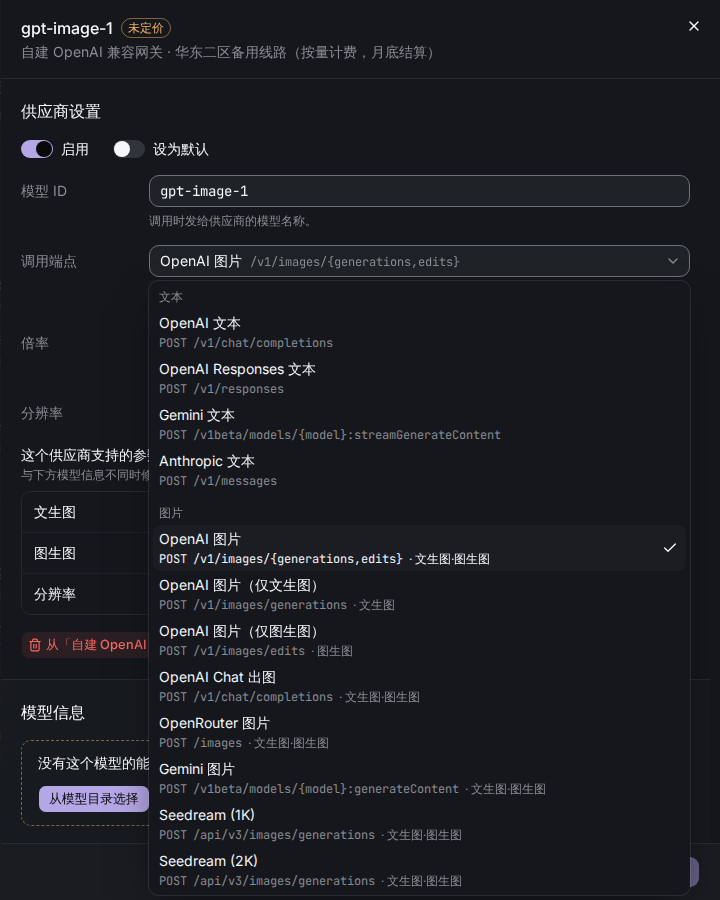 gpt-image-1 未定价
自建 OpenAI 兼容网关 · 华东二区备用线路（按量计费，月底结算）
供应商设置
启用 设为默认
模型 ID gpt-image-1
调用时发给供应商的模型名称。
调用端点 OpenAI 图片 /v1/images/{generations,edits}
文本
OpenAI 文本
POST /v1/chat/completions
倍率
OpenAI Responses 文本
POST /v1/responses
分辨率
Gemini 文本
POST /v1beta/models/{model}:streamGenerateContent
这个供应商支持的参
Anthropic 文本
与下方模型信息不同时修
POST /v1/messages
文生图
图片
OpenAI 图片
图生图
POST /v1/images/{generations,edits} · 文生图·图生图
OpenAI 图片（仅文生图）
分辨率
POST /v1/images/generations · 文生图
OpenAI 图片（仅图生图）
从「自建 OpenAI
POST /v1/images/edits · 图生图
OpenAI Chat 出图
POST /v1/chat/completions · 文生图·图生图
模型信息
OpenRouter 图片
POST /images · 文生图·图生图
没有这个模型的能
Gemini 图片
POST /v1beta/models/{model}:generateContent · 文生图·图生图
从模型目录选择
Seedream (1K)
POST /api/v3/images/generations · 文生图·图生图
Seedream (2K)
POST /api/v3/images/generations · 文生图·图生图